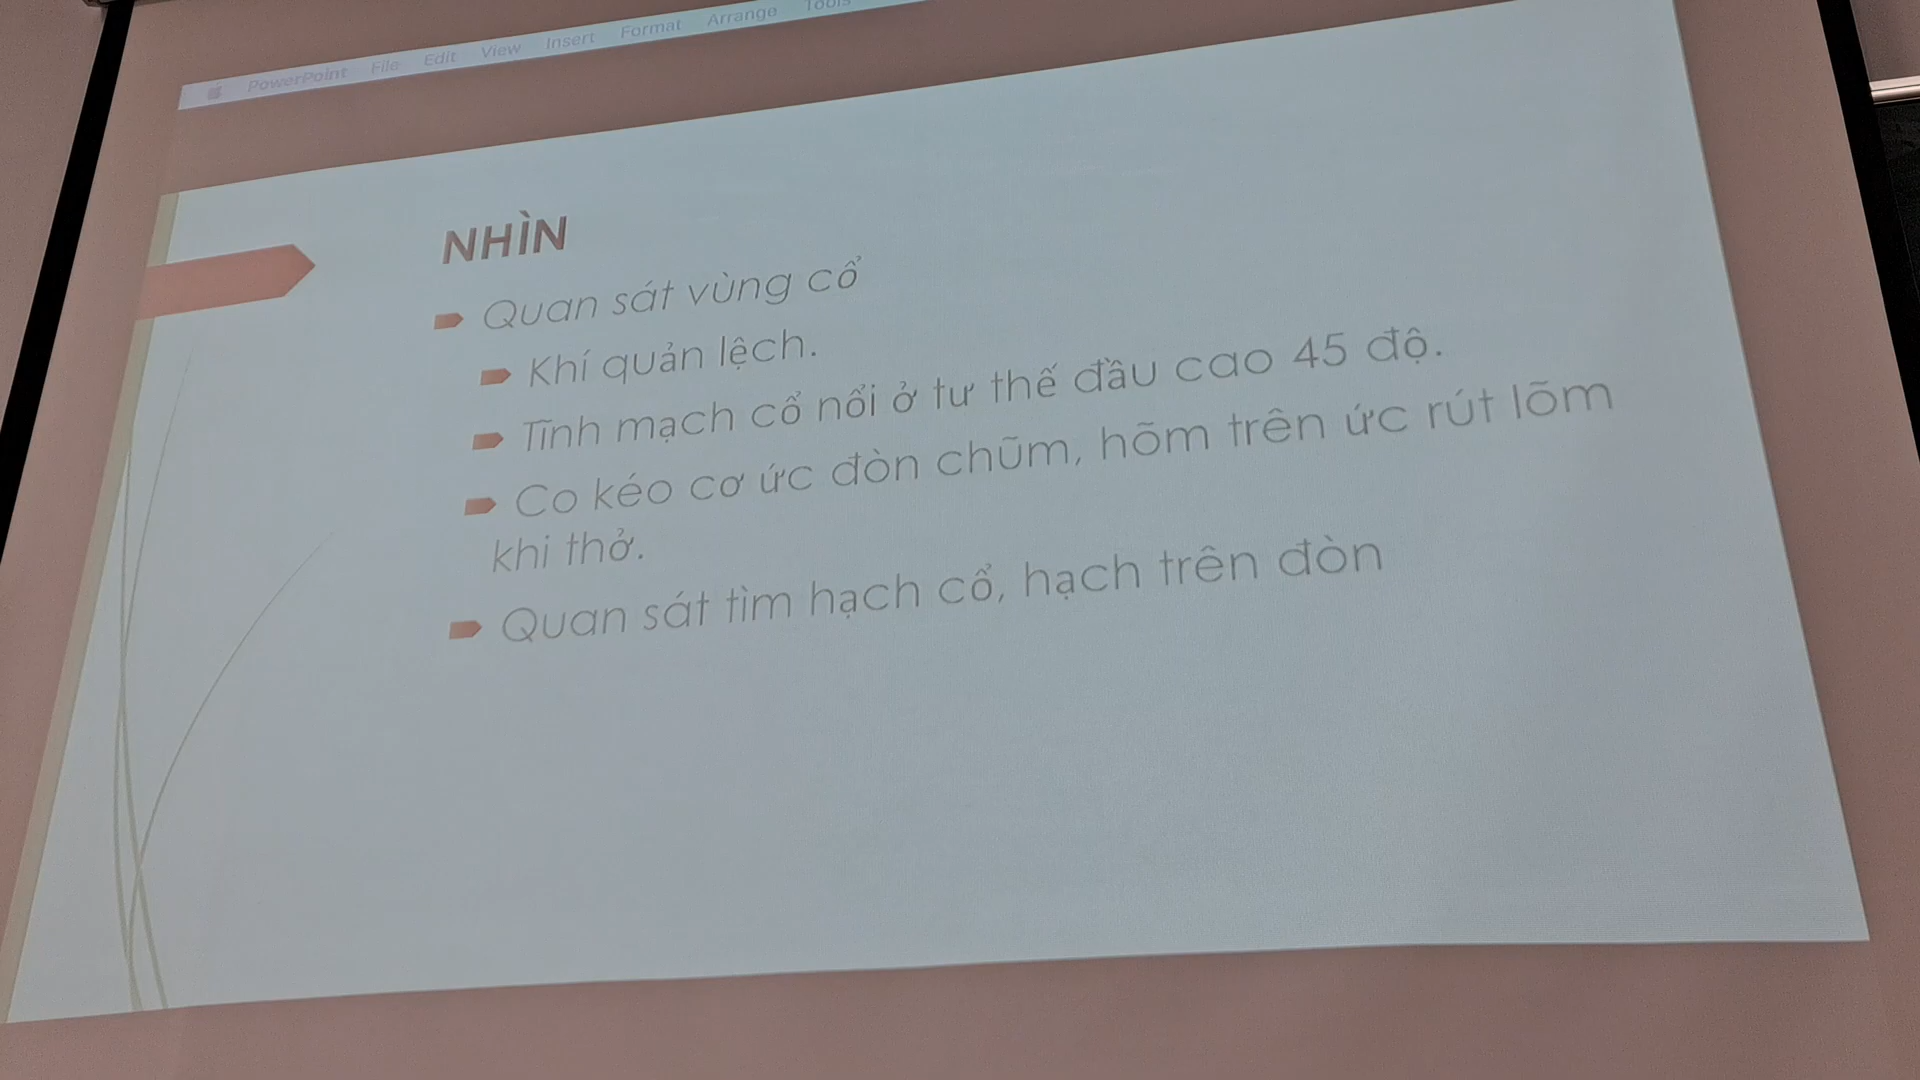 PowerPoint File Edit View Insert Format Arrange Tools
NHÌN
Quan sát vùng cổ
Khí quản lệch.
Tĩnh mạch cổ nổi ở tư thế đầu cao 45 độ.
Co kéo cơ ức đòn chũm, hõm trên ức rút lõm
khi thở.
Quan sát tìm hạch cổ, hạch trên đòn